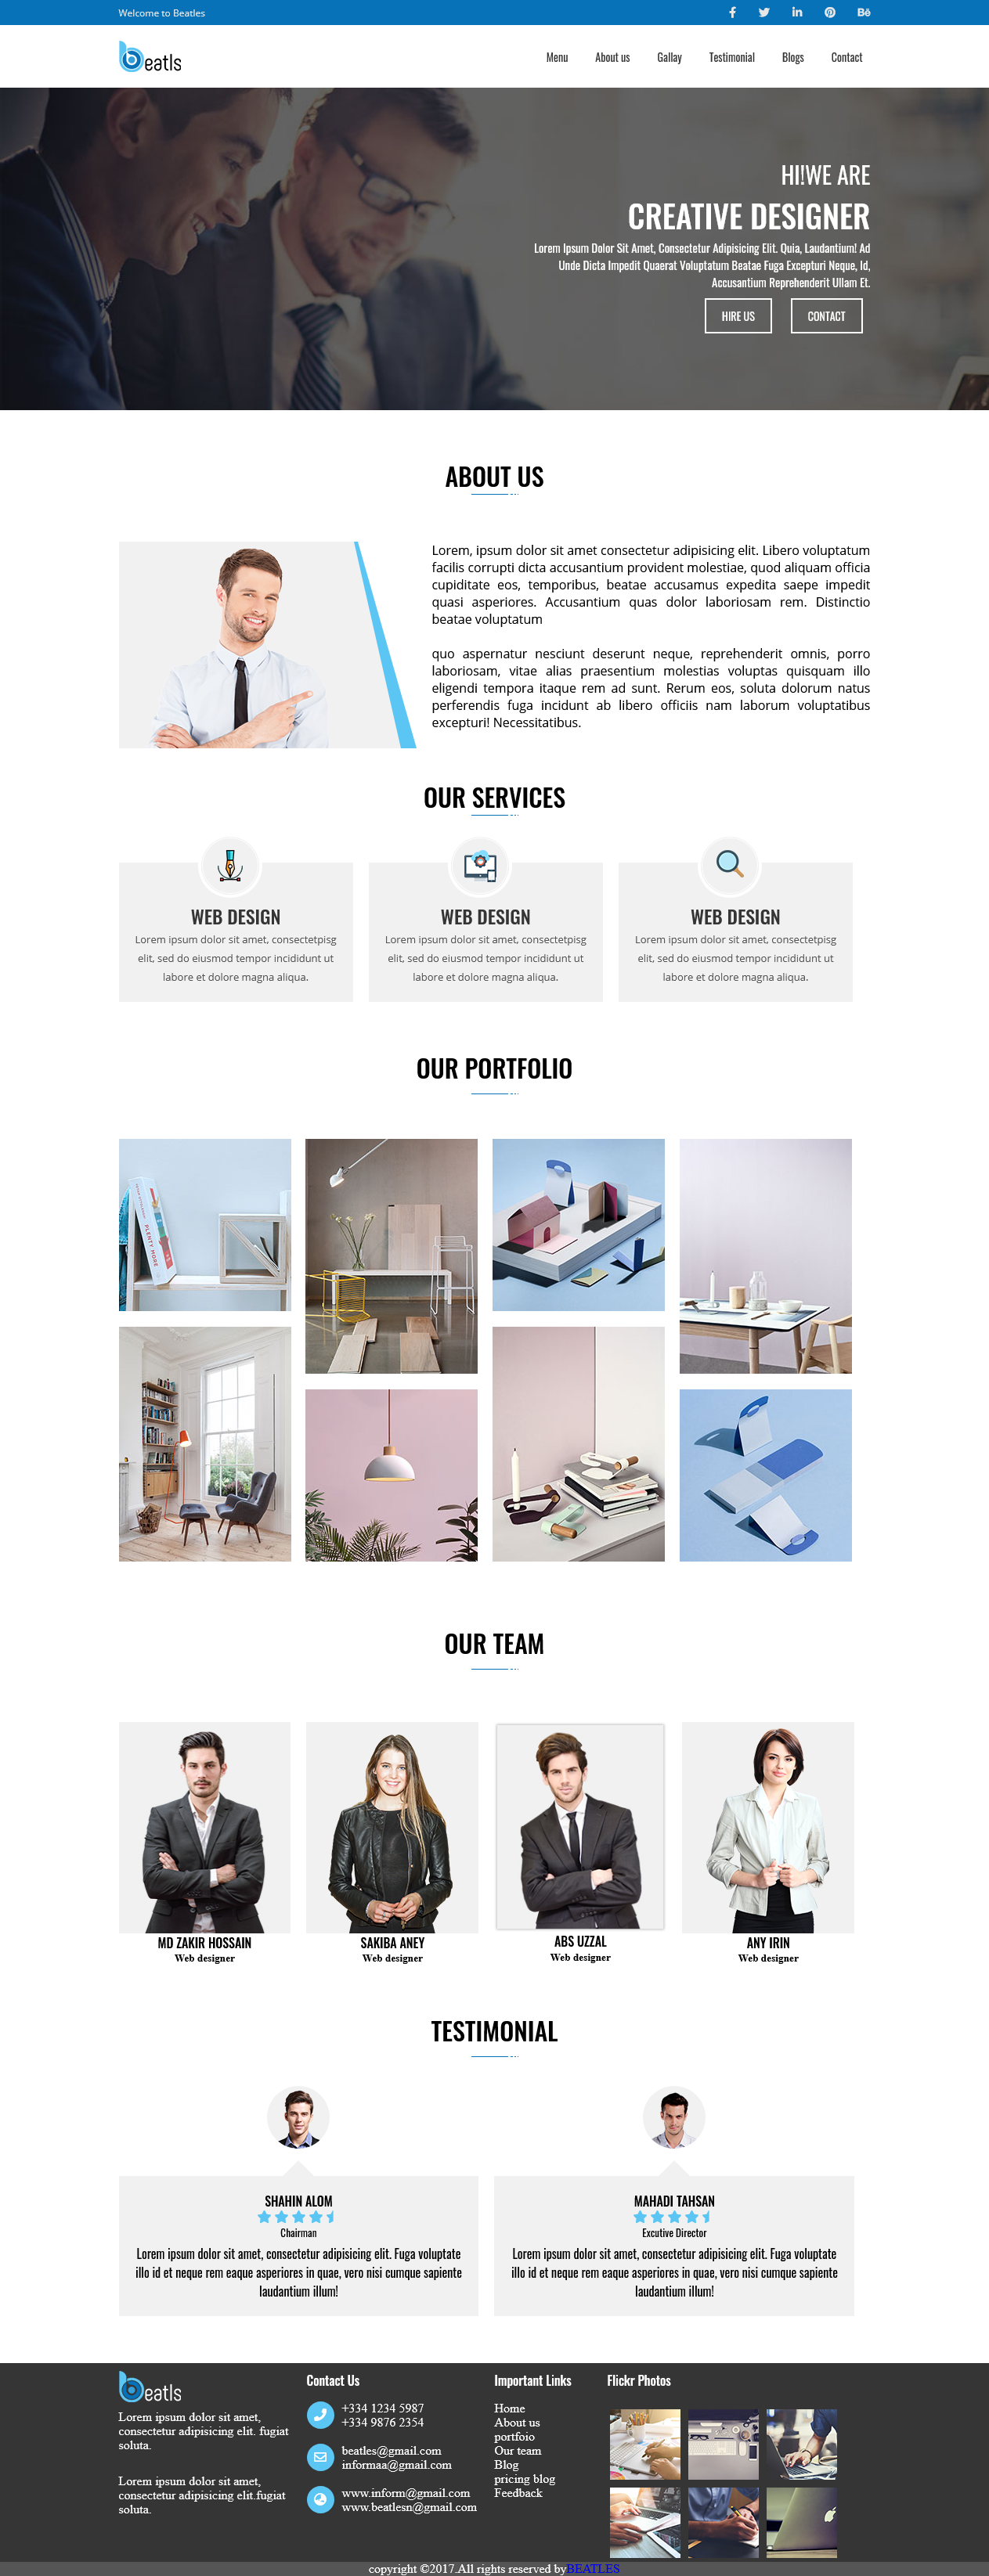 Welcome to Beatles
beatls
Menu About us Gallay Testimonial Blogs Contact
HI!WE ARE
CREATIVE DESIGNER
Lorem Ipsum Dolor Sit Amet, Consectetur Adipisicing Elit. Quia, Laudantium! Ad
Unde Dicta Impedit Quaerat Voluptatum Beatae Fuga Excepturi Neque, Id,
Accusantium Reprehenderit Ullam Et.
HIRE US CONTACT
ABOUT US
Lorem, ipsum dolor sit amet consectetur adipisicing elit. Libero voluptatum
facilis corrupti dicta accusantium provident molestiae, quod aliquam officia
cupiditate eos, temporibus, beatae accusamus expedita saepe impedit
quasi asperiores. Accusantium quas dolor laboriosam rem. Distinctio
beatae voluptatum
quo aspernatur nesciunt deserunt neque, reprehenderit omnis, porro
laboriosam, vitae alias praesentium molestias voluptas quisquam illo
eligendi tempora itaque rem ad sunt. Rerum eos, soluta dolorum natus
perferendis fuga incidunt ab libero officiis nam laborum voluptatibus
excepturi! Necessitatibus.
OUR SERVICES
WEB DESIGN
Lorem ipsum dolor sit amet, consectetpisg
elit, sed do eiusmod tempor incididunt ut
labore et dolore magna aliqua.
WEB DESIGN
Lorem ipsum dolor sit amet, consectetpisg
elit, sed do eiusmod tempor incididunt ut
labore et dolore magna aliqua.
WEB DESIGN
Lorem ipsum dolor sit amet, consectetpisg
elit, sed do eiusmod tempor incididunt ut
labore et dolore magna aliqua.
OUR PORTFOLIO
PLENTY MORE
OUR TEAM
MD ZAKIR HOSSAIN
Web designer
SAKIBA ANEY
Web designer
ABS UZZAL
Web designer
ANY IRIN
Web designer
TESTIMONIAL
SHAHIN ALOM
Chairman
Lorem ipsum dolor sit amet, consectetur adipisicing elit. Fuga voluptate
illo id et neque rem eaque asperiores in quae, vero nisi cumque sapiente
laudantium illum!
MAHADI TAHSAN
Excutive Director
Lorem ipsum dolor sit amet, consectetur adipisicing elit. Fuga voluptate
illo id et neque rem eaque asperiores in quae, vero nisi cumque sapiente
laudantium illum!
beatls
Lorem ipsum dolor sit amet,
consectetur adipisicing elit. fugiat
soluta.
Lorem ipsum dolor sit amet,
consectetur adipisicing elit.fugiat
soluta.
Contact Us
+334 1234 5987
+334 9876 2354
beatles@gmail.com
informaa@gmail.com
www.inform@gmail.com
www.beatlesn@gmail.com
Important Links
Home
About us
portfoio
Our team
Blog
pricing blog
Feedback
Flickr Photos
copyright ©2017.All rights reserved byBEATLES